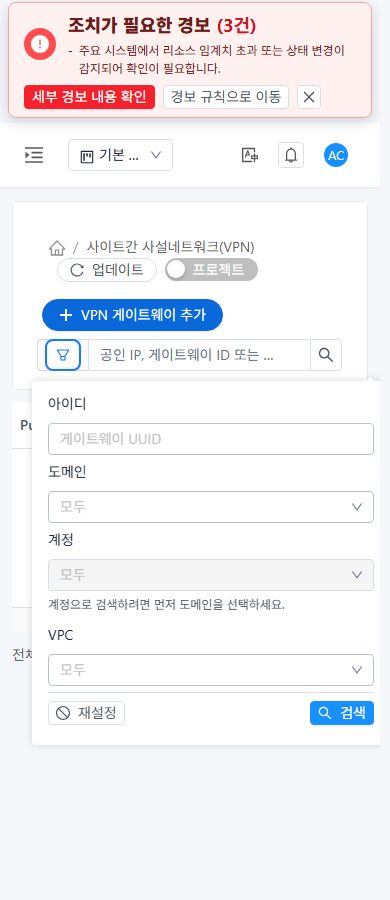 조치가 필요한 경보 (3건)
- 주요 시스템에서 리소스 임계치 초과 또는 상태 변경이
감지되어 확인이 필요합니다.
세부 경보 내용 확인 경보 규칙으로 이동
기본 ...
AC
/ 사이트간 사설네트워크(VPN)
업데이트 프로젝트
VPN 게이트웨이 추가
공인 IP, 게이트웨이 ID 또는 ...
아이디
게이트웨이 UUID
도메인
모두
계정
모두
계정으로 검색하려면 먼저 도메인을 선택하세요.
VPC
모두
재설정 검색